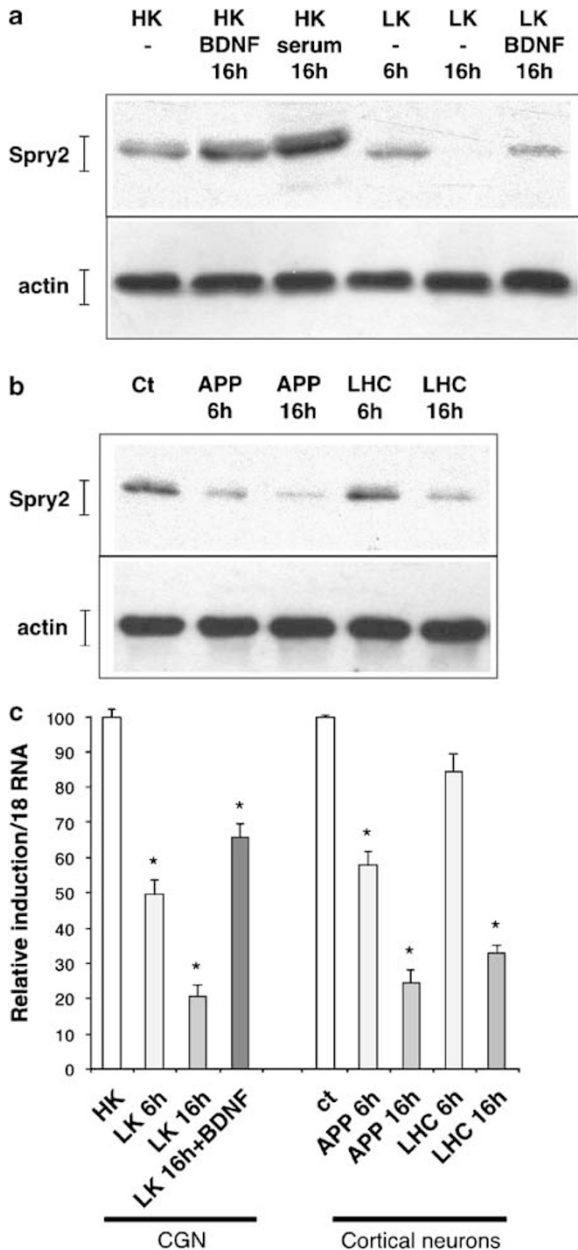 a
HK HK HK LK LK LK
- BDNF serum - - BDNF
16h 16h 6h 16h 16h
Spry2
actin
b
Ct APP APP LHC LHC
6h 16h 6h 16h
Spry2
actin
c
Relative induction/18 RNA
100
90
80
70
60
50
40
30
20
10
0
* * * * * *
HK LK 6h LK 16h LK 16h+BDNF ct APP 6h APP 16h LHC 6h LHC 16h
CGN Cortical neurons